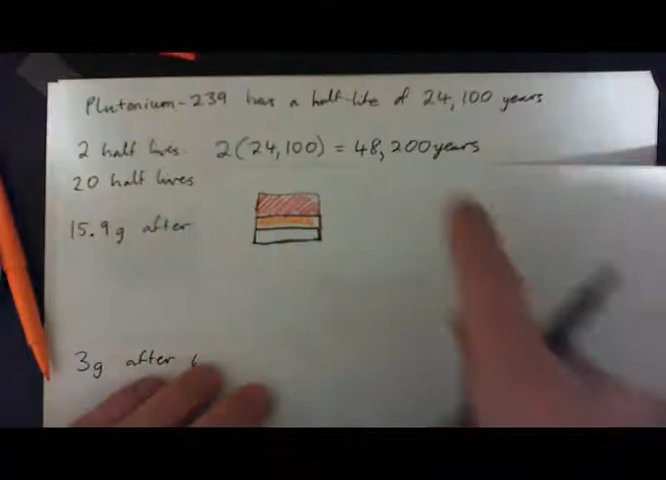 Plutonium-239 has a half-life of 24,100 years
2 half lives. 2(24,100) = 48,200 years
20 half lives
15.9g after
3g after